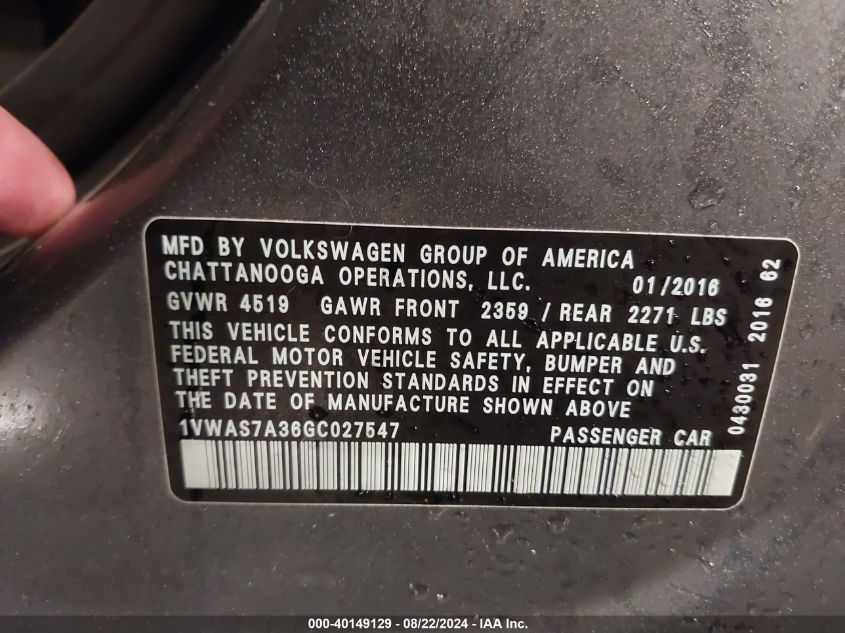 MFD BY VOLKSWAGEN GROUP OF AMERICA
CHATTANOOGA OPERATIONS, LLC. 01/2016
GVWR 4519 GAWR FRONT 2359 / REAR 2271 LBS
THIS VEHICLE CONFORMS TO ALL APPLICABLE U.S.
FEDERAL MOTOR VEHICLE SAFETY, BUMPER AND
THEFT PREVENTION STANDARDS IN EFFECT ON
THE DATE OF MANUFACTURE SHOWN ABOVE
1VWAS7A36GC027547 PASSENGER CAR
0430031 2016 62
000-40149129 - 08/22/2024 - IAA Inc.